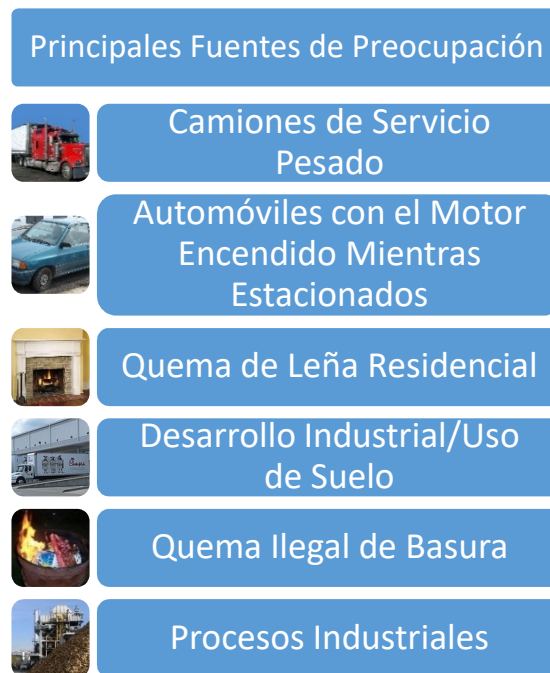 Principales Fuentes de Preocupación
Camiones de Servicio
Pesado
Automóviles con el Motor
Encendido Mientras
Estacionados
Quema de Leña Residencial
Desarrollo Industrial/Uso
de Suelo
Quema Ilegal de Basura
Procesos Industriales